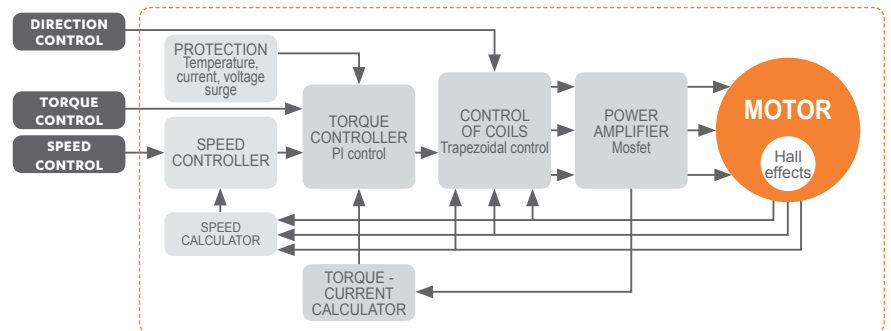 DIRECTION
CONTROL
PROTECTION
Temperature,
current, voltage
surge
TORQUE
CONTROL
SPEED
CONTROL
SPEED
CONTROLLER
TORQUE
CONTROLLER
PI control
CONTROL
OF COILS
Trapezoidal control
POWER
AMPLIFIER
Mosfet
MOTOR
Hall
effects
SPEED
CALCULATOR
TORQUE -
CURRENT
CALCULATOR